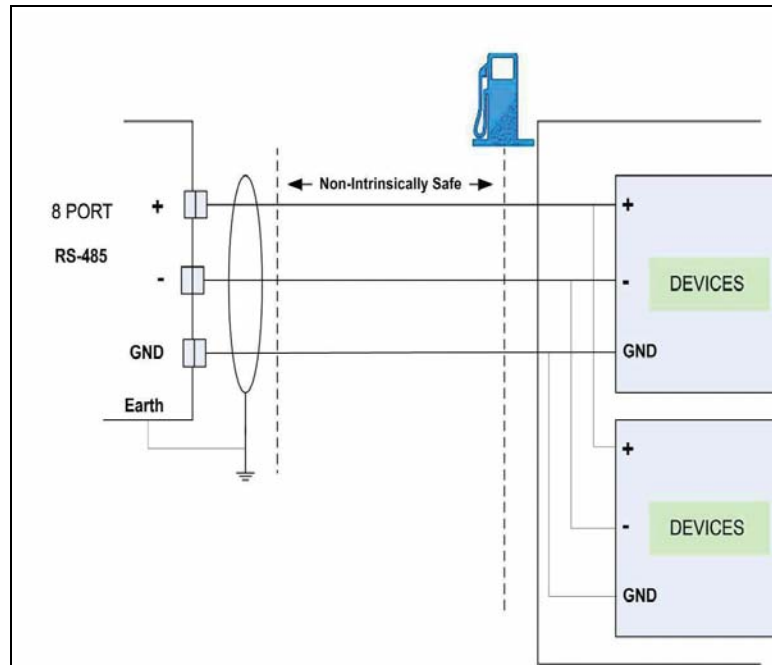 Non-Intrinsically Safe
8 PORT
RS-485
+
-
GND
Earth
+
-
GND
DEVICES
+
-
GND
DEVICES